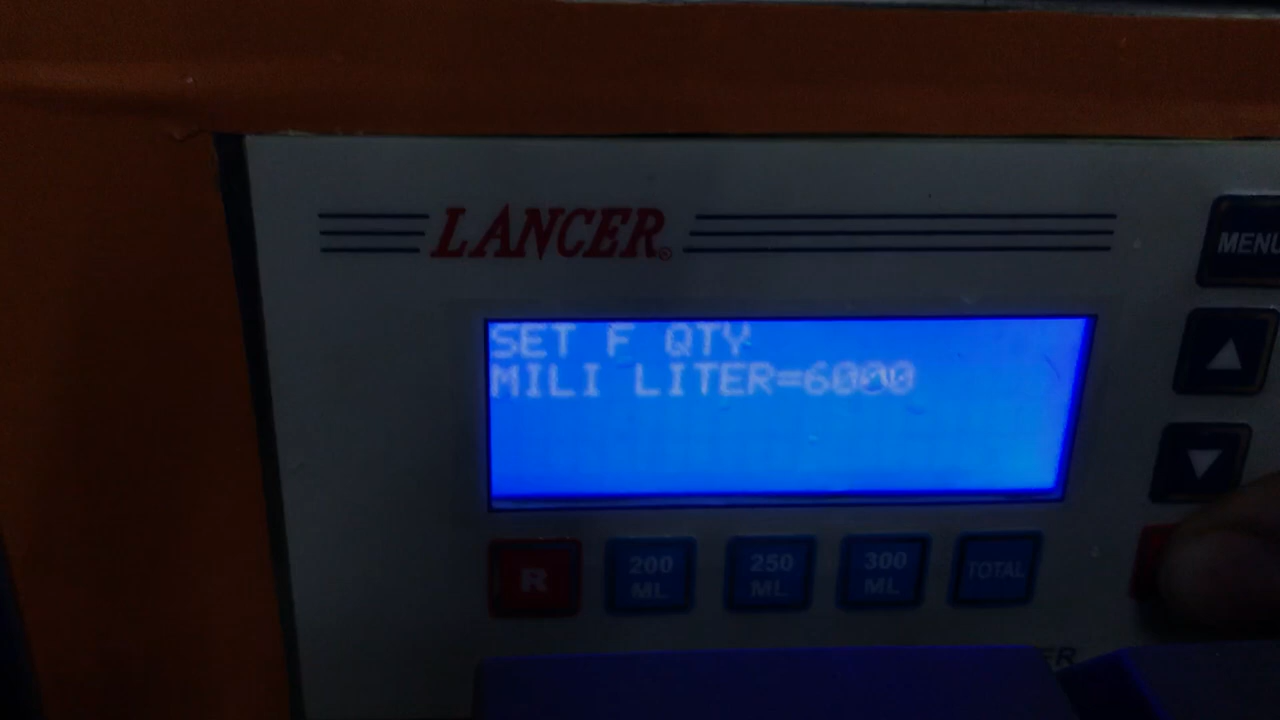 LANCER®
MENU
SET F QTY
MILI LITER=6000
▲
▼
R
200 ML
250 ML
300 ML
TOTAL